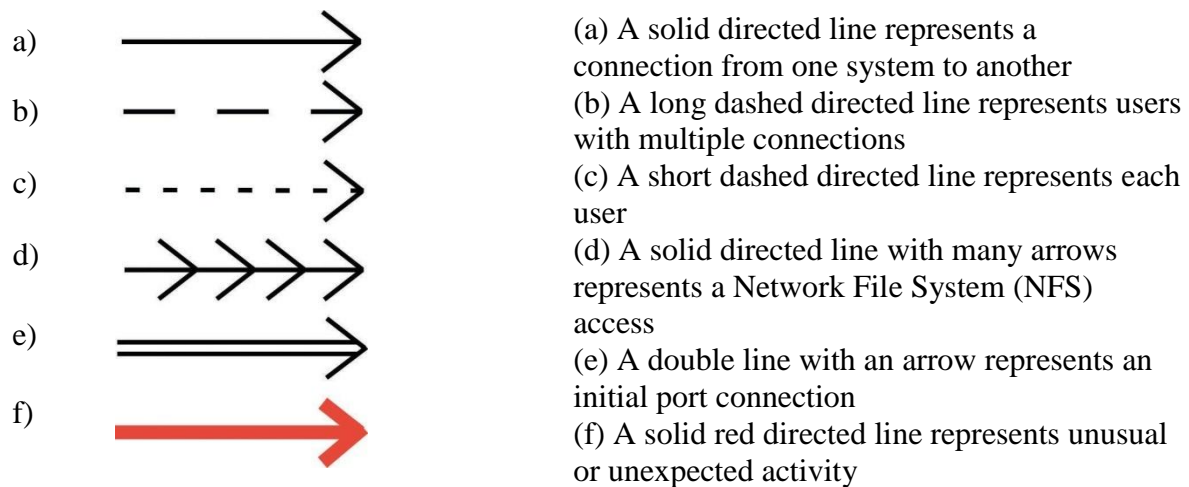 a)
b)
c)
d)
e)
f)
(a) A solid directed line represents a
connection from one system to another
(b) A long dashed directed line represents users
with multiple connections
(c) A short dashed directed line represents each
user
(d) A solid directed line with many arrows
represents a Network File System (NFS)
access
(e) A double line with an arrow represents an
initial port connection
(f) A solid red directed line represents unusual
or unexpected activity